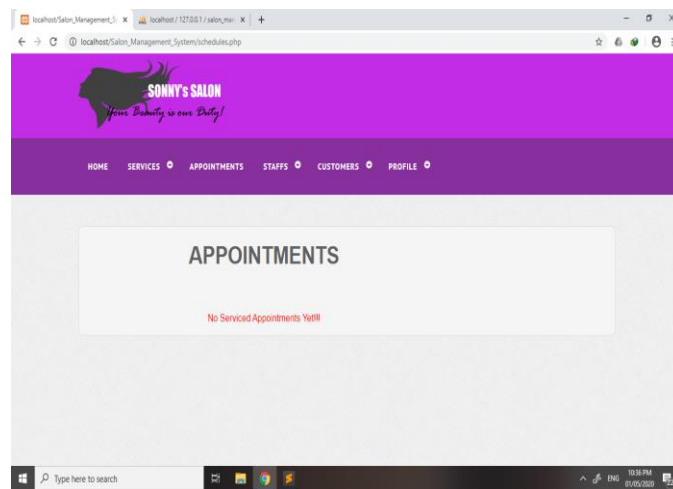 localhost/Salon_Management_S
localhost / 127.0.0.1 / salon_man
localhost/Salon_Management_System/schedules.php
SONNY's SALON
Your Beauty is our Duty!
HOME SERVICES APPOINTMENTS STAFFS CUSTOMERS PROFILE
APPOINTMENTS
No Serviced Appointments Yet!!!
Type here to search
ENG
10:36 PM
01/05/2020